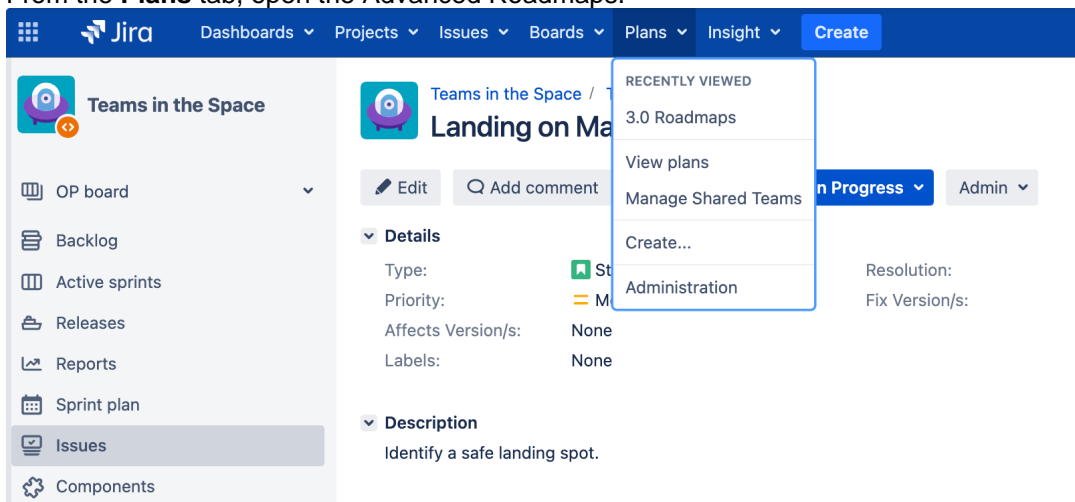 From the Plans tab, open the Advanced Roadmaps.
Jira Dashboards Projects Issues Boards Plans Insight Create
Teams in the Space
OP board
Backlog
Active sprints
Releases
Reports
Sprint plan
Issues
Components
Teams in the Space /
Landing on
Edit Add comment
In Progress Admin
RECENTLY VIEWED
3.0 Roadmaps
View plans
Manage Shared Teams
Create...
Administration
Details
Type:
Priority:
Affects Version/s: None
Labels: None
Resolution:
Fix Version/s:
Description
Identify a safe landing spot.